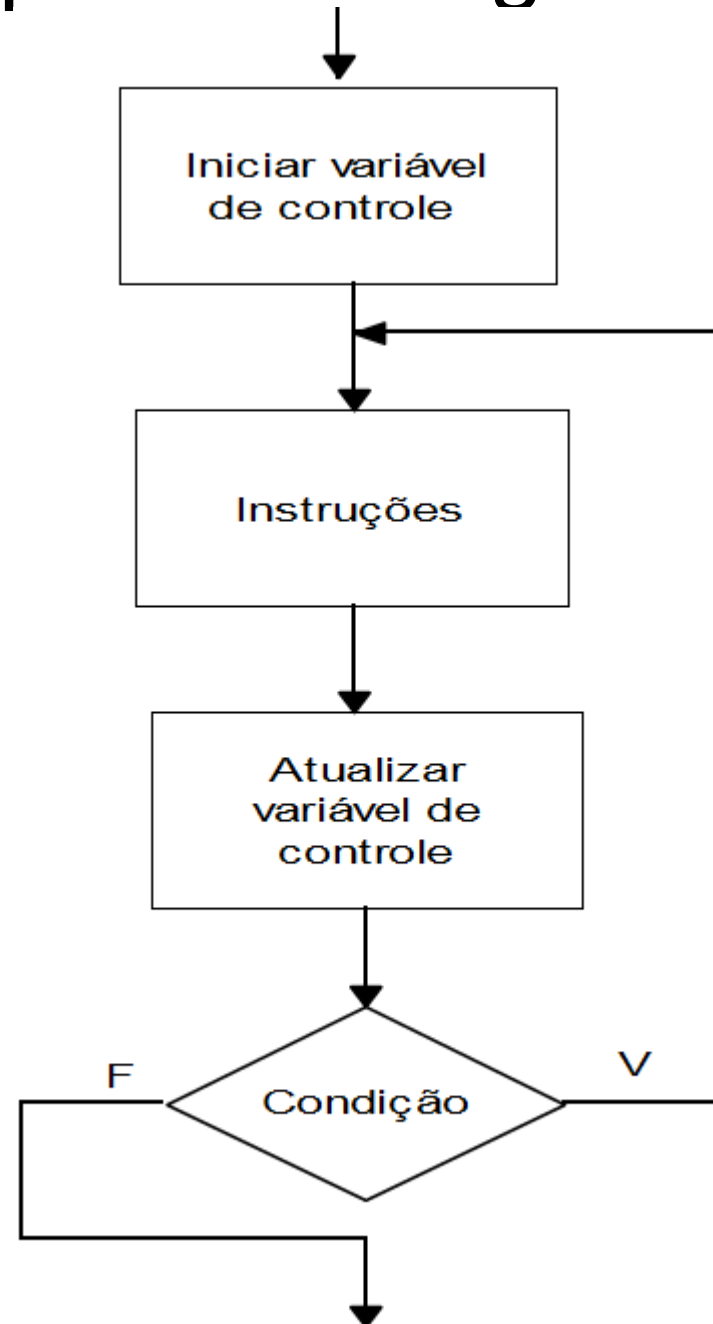 Iniciar variável
de controle
Instruções
Atualizar
variável de
controle
F
Condição
V